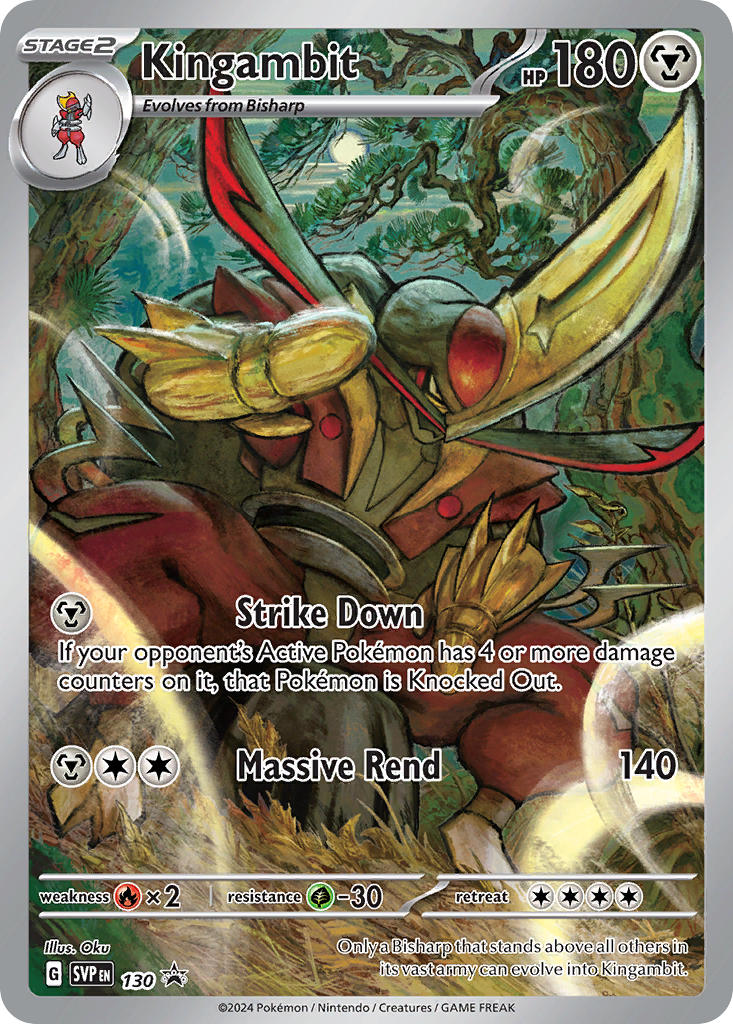 STAGE2
Kingambit
HP 180
Evolves from Bisharp
Strike Down
If your opponent's Active Pokémon has 4 or more damage
counters on it, that Pokémon is Knocked Out.
Massive Rend 140
weakness ×2 resistance -30 retreat
Illus. Oku
Only a Bisharp that stands above all others in
its vast army can evolve into Kingambit.
G SVP EN 130
©2024 Pokémon / Nintendo / Creatures / GAME FREAK